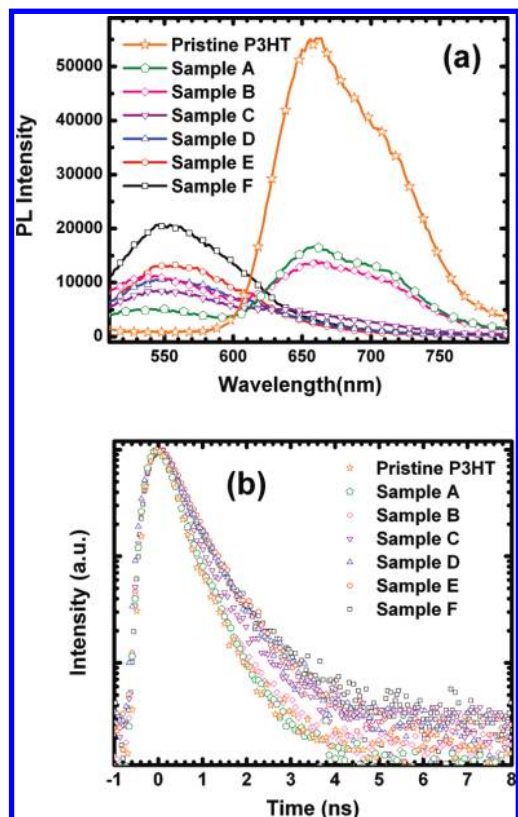 (a)
Pristine P3HT
Sample A
Sample B
Sample C
Sample D
Sample E
Sample F
PL Intensity
50000
40000
30000
20000
10000
0
550
600
650
700
750
Wavelength(nm)
(b)
Pristine P3HT
Sample A
Sample B
Sample C
Sample D
Sample E
Sample F
Intensity (a.u.)
-1
0
1
2
3
4
5
6
7
8
Time (ns)